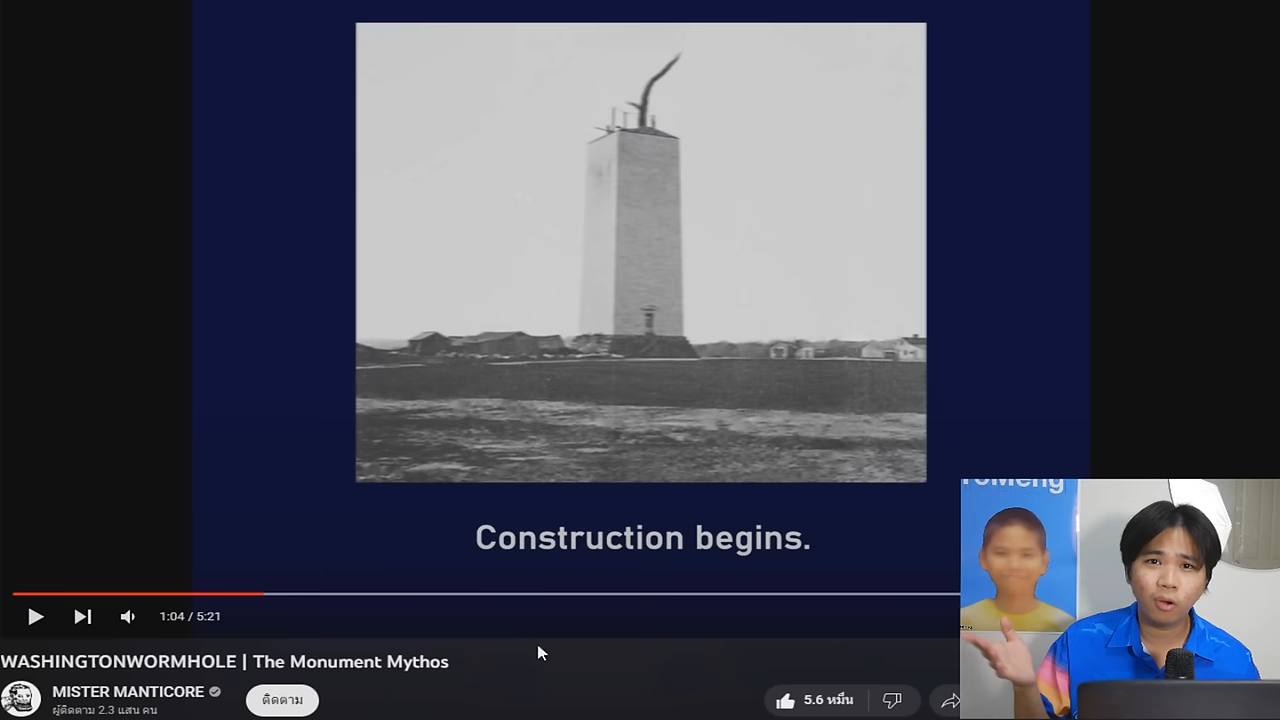 Construction begins.
1:04 / 5:21
WASHINGTONWORMHOLE | The Monument Mythos
MISTER MANTICORE
ผู้ติดตาม 2.3 แสน คน
ติดตาม
5.6 หมื่น